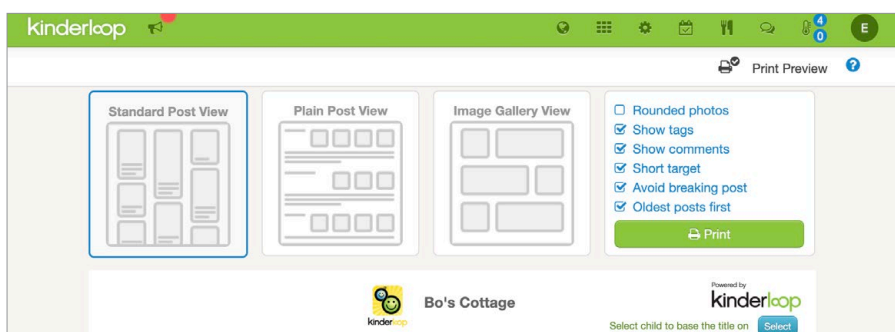 kinderloop
4
0
E
Print Preview
?
Standard Post View
Plain Post View
Image Gallery View
Rounded photos
Show tags
Show comments
Short target
Avoid breaking post
Oldest posts first
Print
kinderloop
Bo's Cottage
Powered by
kinderloop
Select child to base the title on
Select